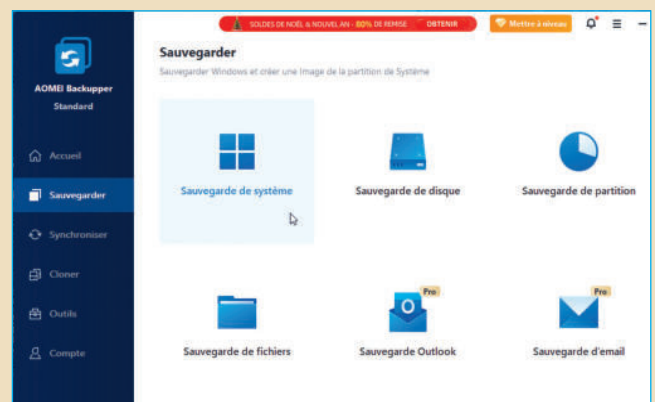 SOLDES DE NOËL & NOUVEL AN - 80% DE REMISE OBTENIR
Mettre à niveau
AOMEI Backupper
Standard
Accueil
Sauvegarder
Synchroniser
Cloner
Outils
Compte
Sauvegarder
Sauvegarder Windows et créer une image de la partition de Système
Sauvegarde de système
Sauvegarde de disque
Sauvegarde de partition
Sauvegarde de fichiers
Pro
Sauvegarde Outlook
Pro
Sauvegarde d'email